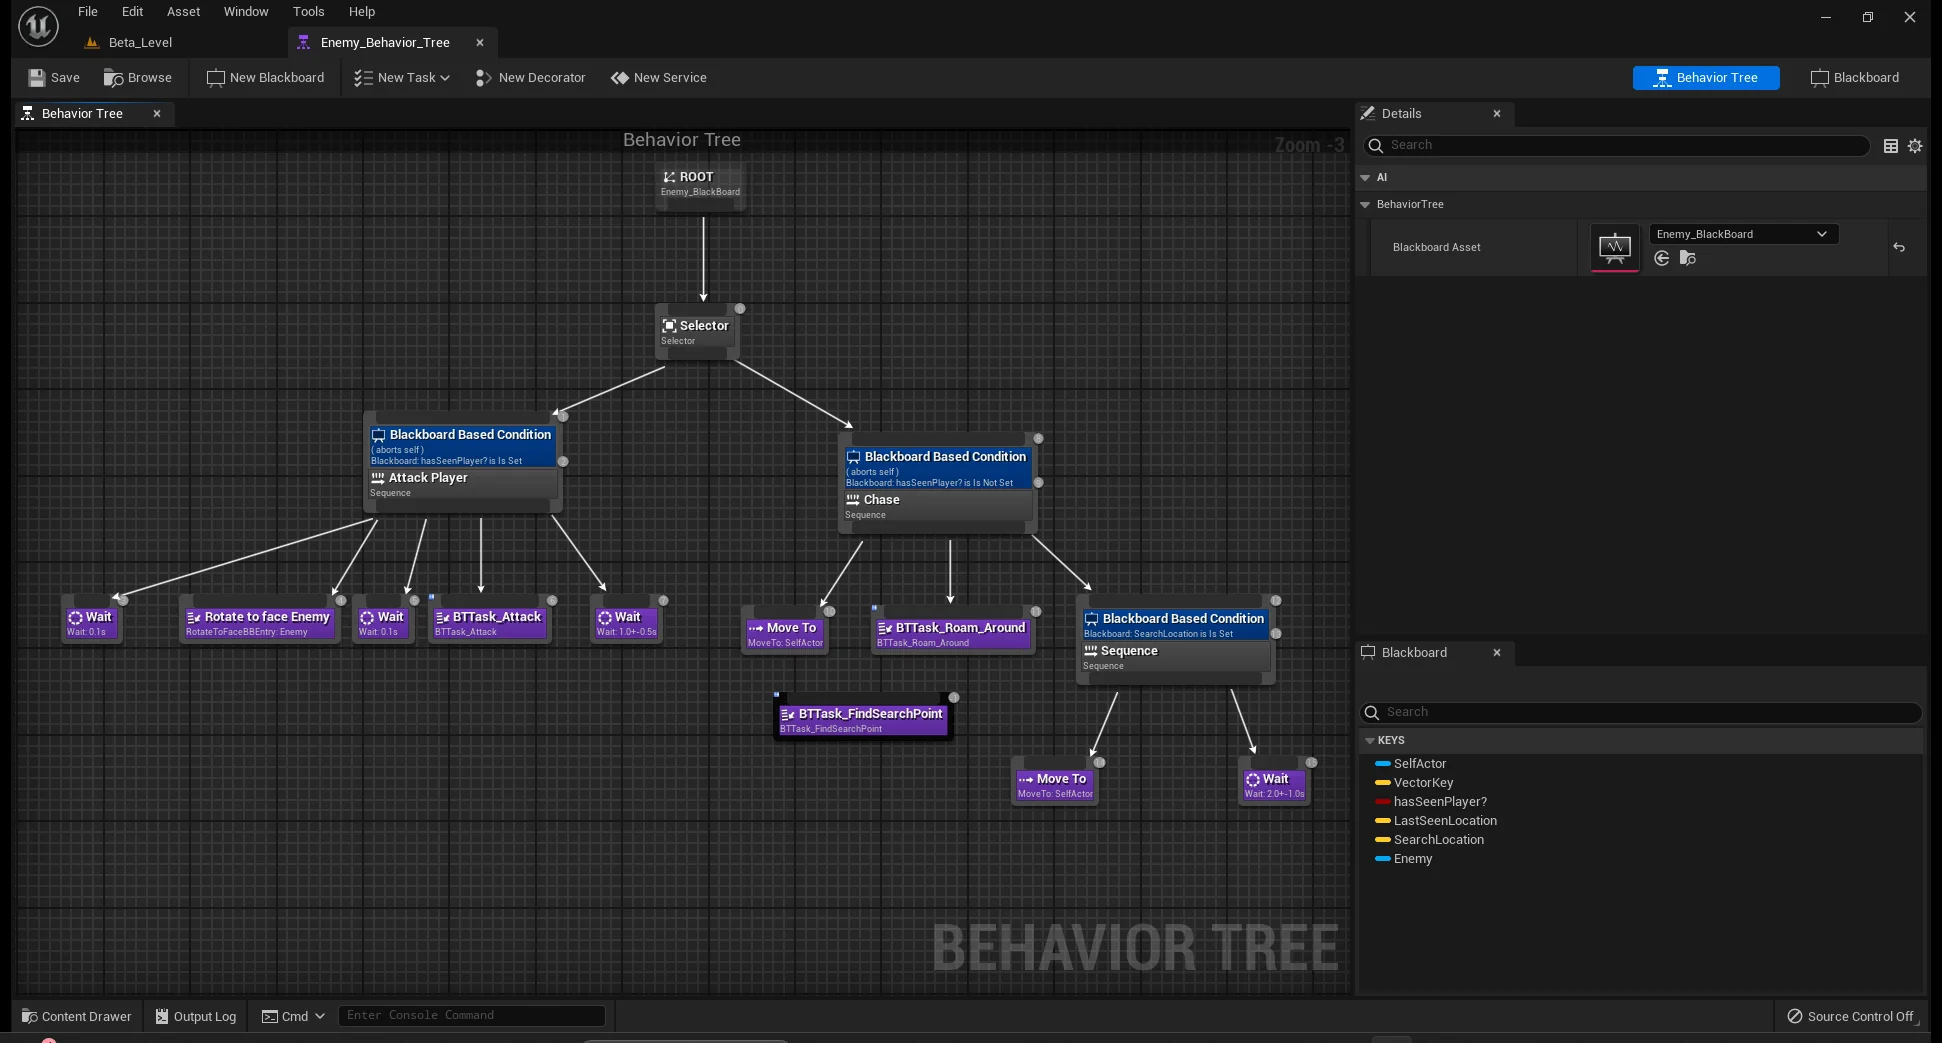 File Edit Asset Window Tools Help
Beta_Level
Enemy_Behavior_Tree
Save Browse New Blackboard New Task New Decorator New Service Behavior Tree Blackboard
Behavior Tree
Behavior Tree
Zoom -3
ROOT
Enemy_BlackBoard
Selector
Selector
Blackboard Based Condition
( aborts self )
Blackboard: hasSeenPlayer? is Is Set
Attack Player
Sequence
Blackboard Based Condition
( aborts self )
Blackboard: hasSeenPlayer? is Is Not Set
Chase
Sequence
Wait
Wait: 0.1s
Rotate to face Enemy
RotateToFaceBBEntry: Enemy
Wait
Wait: 0.1s
BTTask_Attack
BTTask_Attack
Wait
Wait: 1.0+-0.5s
Move To
MoveTo: SelfActor
BTTask_Roam_Around
BTTask_Roam_Around
Blackboard Based Condition
Blackboard: SearchLocation is Is Set
Sequence
Sequence
BTTask_FindSearchPoint
BTTask_FindSearchPoint
Move To
MoveTo: SelfActor
Wait
Wait: 2.0+-1.0s
BEHAVIOR TREE
Details
Search
AI
BehaviorTree
Blackboard Asset
Enemy_BlackBoard
Blackboard
Search
KEYS
SelfActor
VectorKey
hasSeenPlayer?
LastSeenLocation
SearchLocation
Enemy
Content Drawer Output Log Cmd Enter Console Command Source Control Off